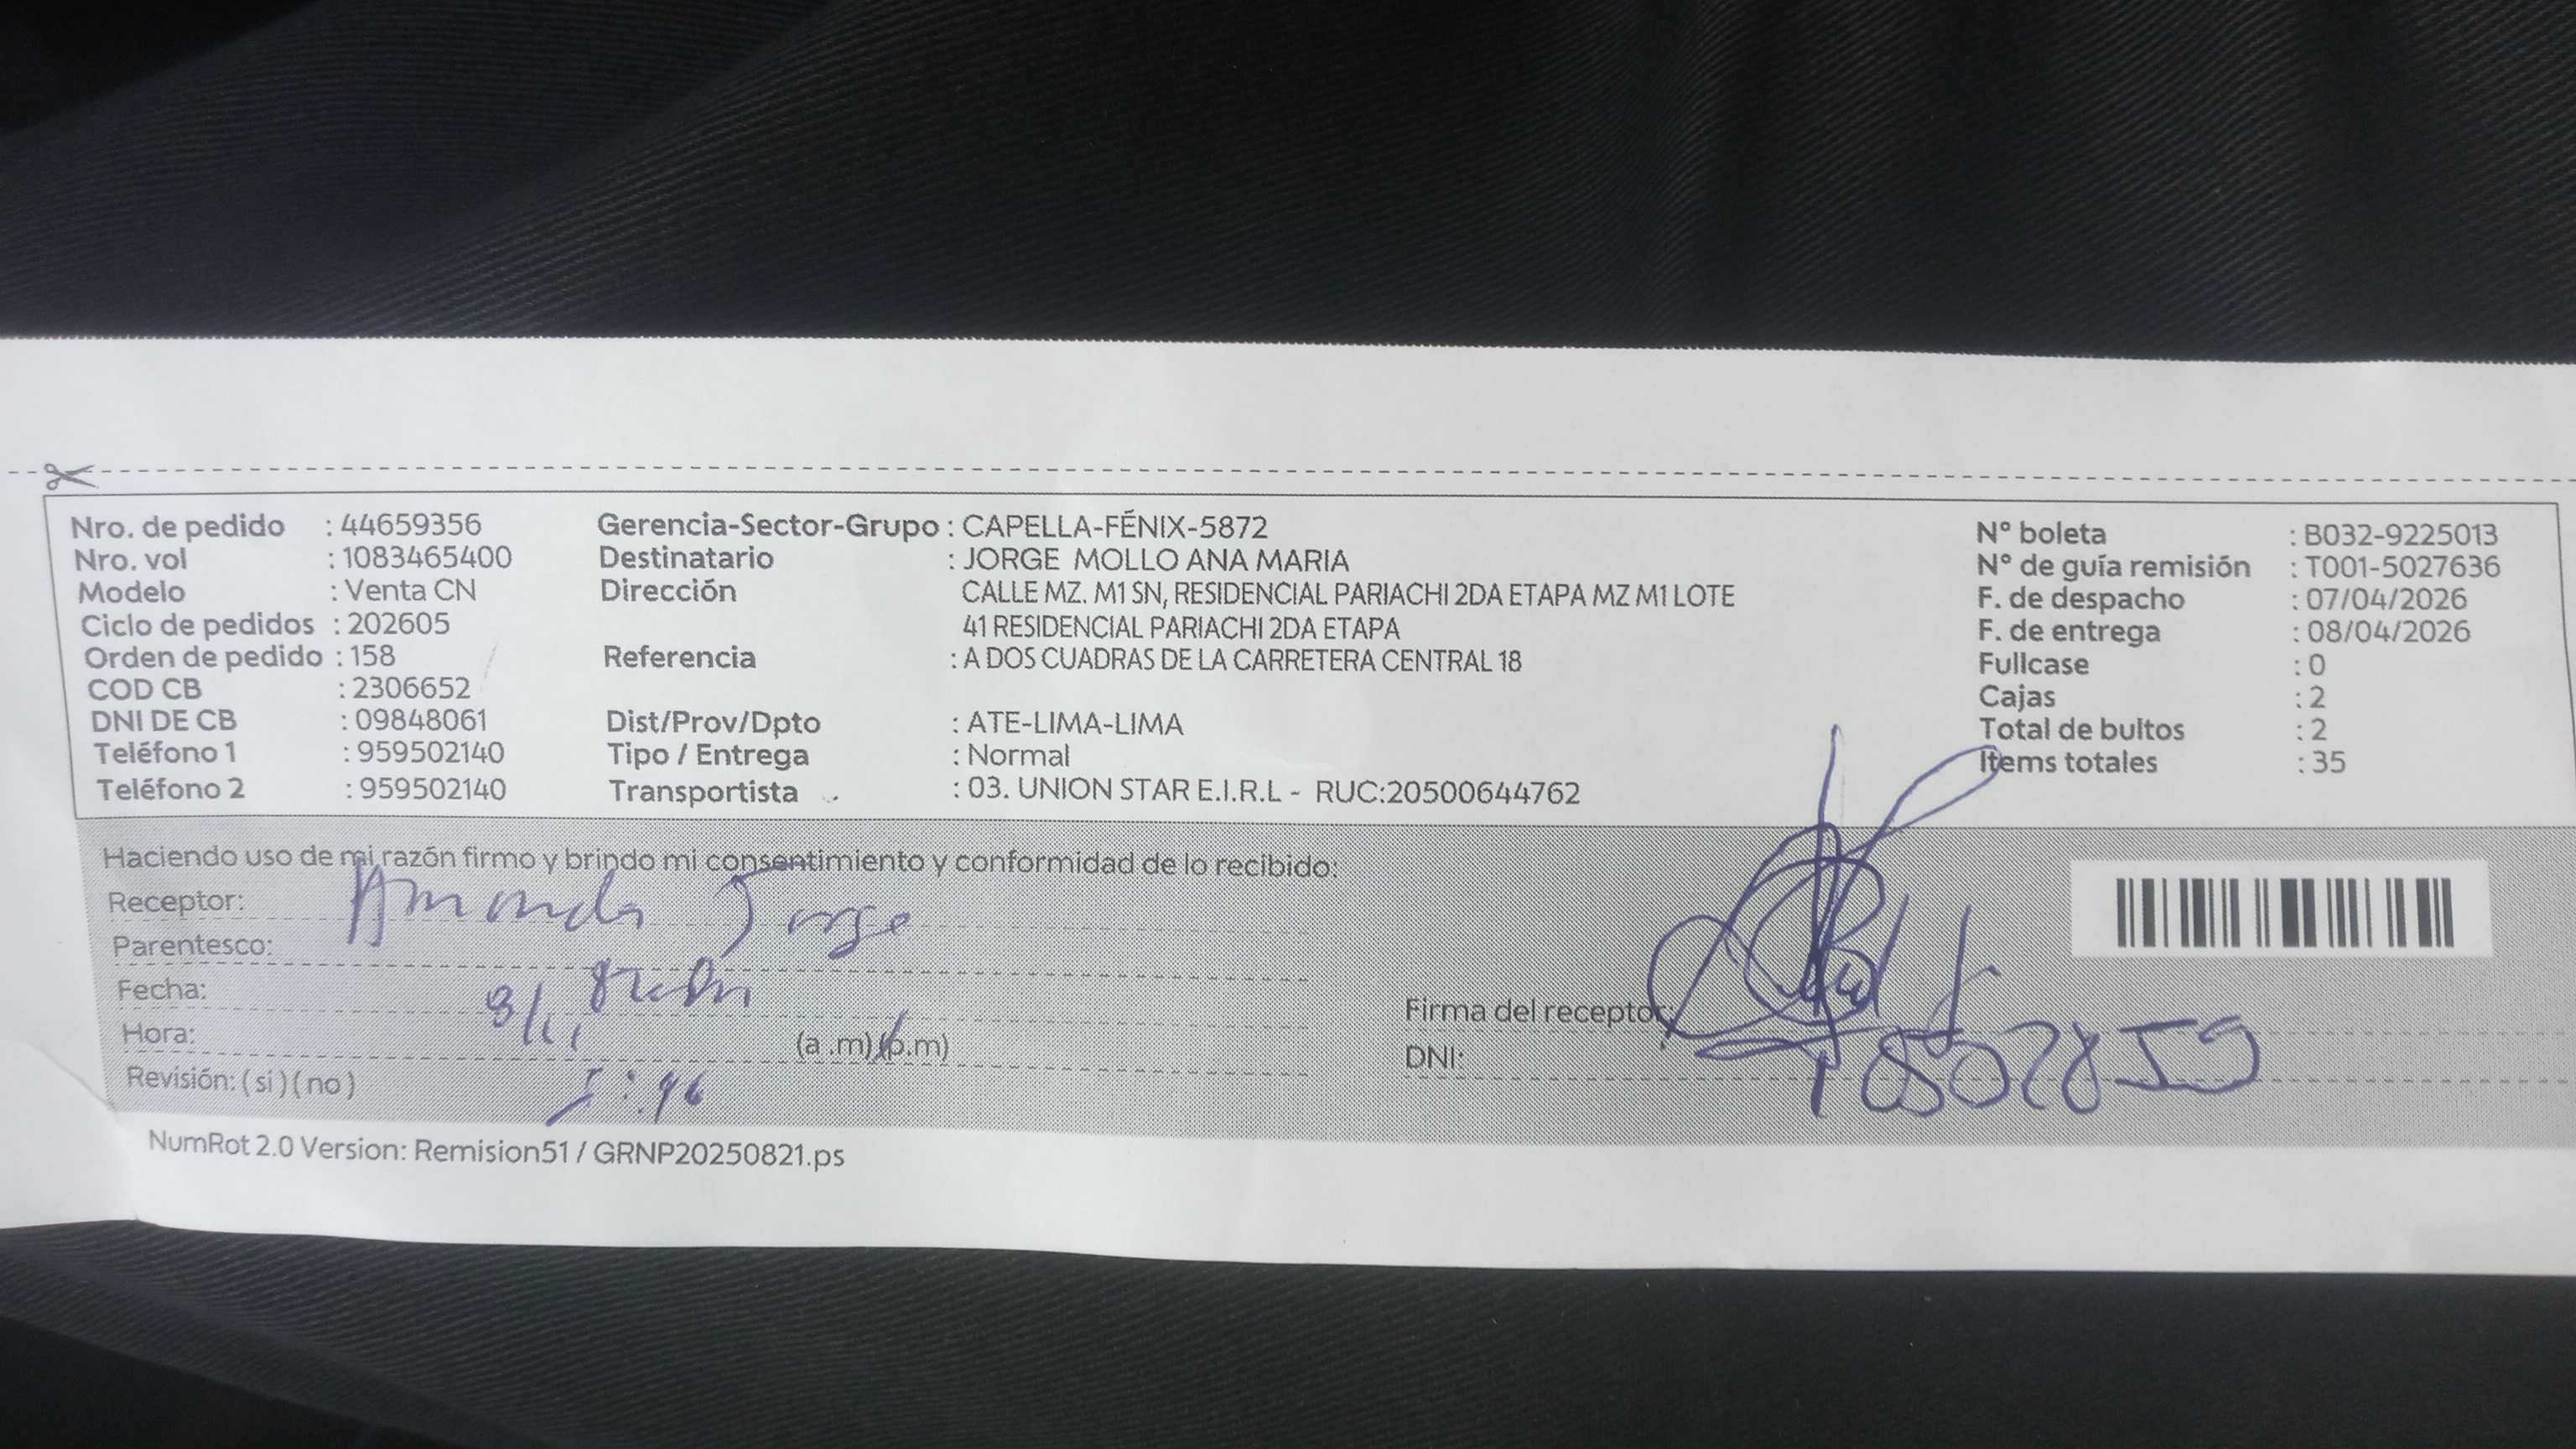 Nro. de pedido : 44659356
Nro. vol : 1083465400
Modelo : Venta CN
Ciclo de pedidos : 202605
Orden de pedido : 158
COD CB : 2306652
DNI DE CB : 09848061
Teléfono 1 : 959502140
Teléfono 2 : 959502140
Gerencia-Sector-Grupo : CAPELLA-FÉNIX-5872
Destinatario : JORGE MOLLO ANA MARIA
Dirección CALLE MZ. M1 SN, RESIDENCIAL PARIACHI 2DA ETAPA MZ M1 LOTE
41 RESIDENCIAL PARIACHI 2DA ETAPA
Referencia : A DOS CUADRAS DE LA CARRETERA CENTRAL 18
Dist/Prov/Dpto : ATE-LIMA-LIMA
Tipo / Entrega : Normal
Transportista : 03. UNION STAR E.I.R.L - RUC:20500644762
N° boleta : B032-9225013
N° de guía remisión : T001-5027636
F. de despacho : 07/04/2026
F. de entrega : 08/04/2026
Fullcase : 0
Cajas : 2
Total de bultos : 2
Items totales : 35
Haciendo uso de mi razón firmo y brindo mi consentimiento y conformidad de lo recibido:
Receptor: Amanda Jorge
Parentesco:
Fecha:
Hora: (a .m) (p.m)
Revisión: (si) (no)
Firma del receptor:
DNI:
NumRot 2.0 Version: Remision51 / GRNP20250821.ps